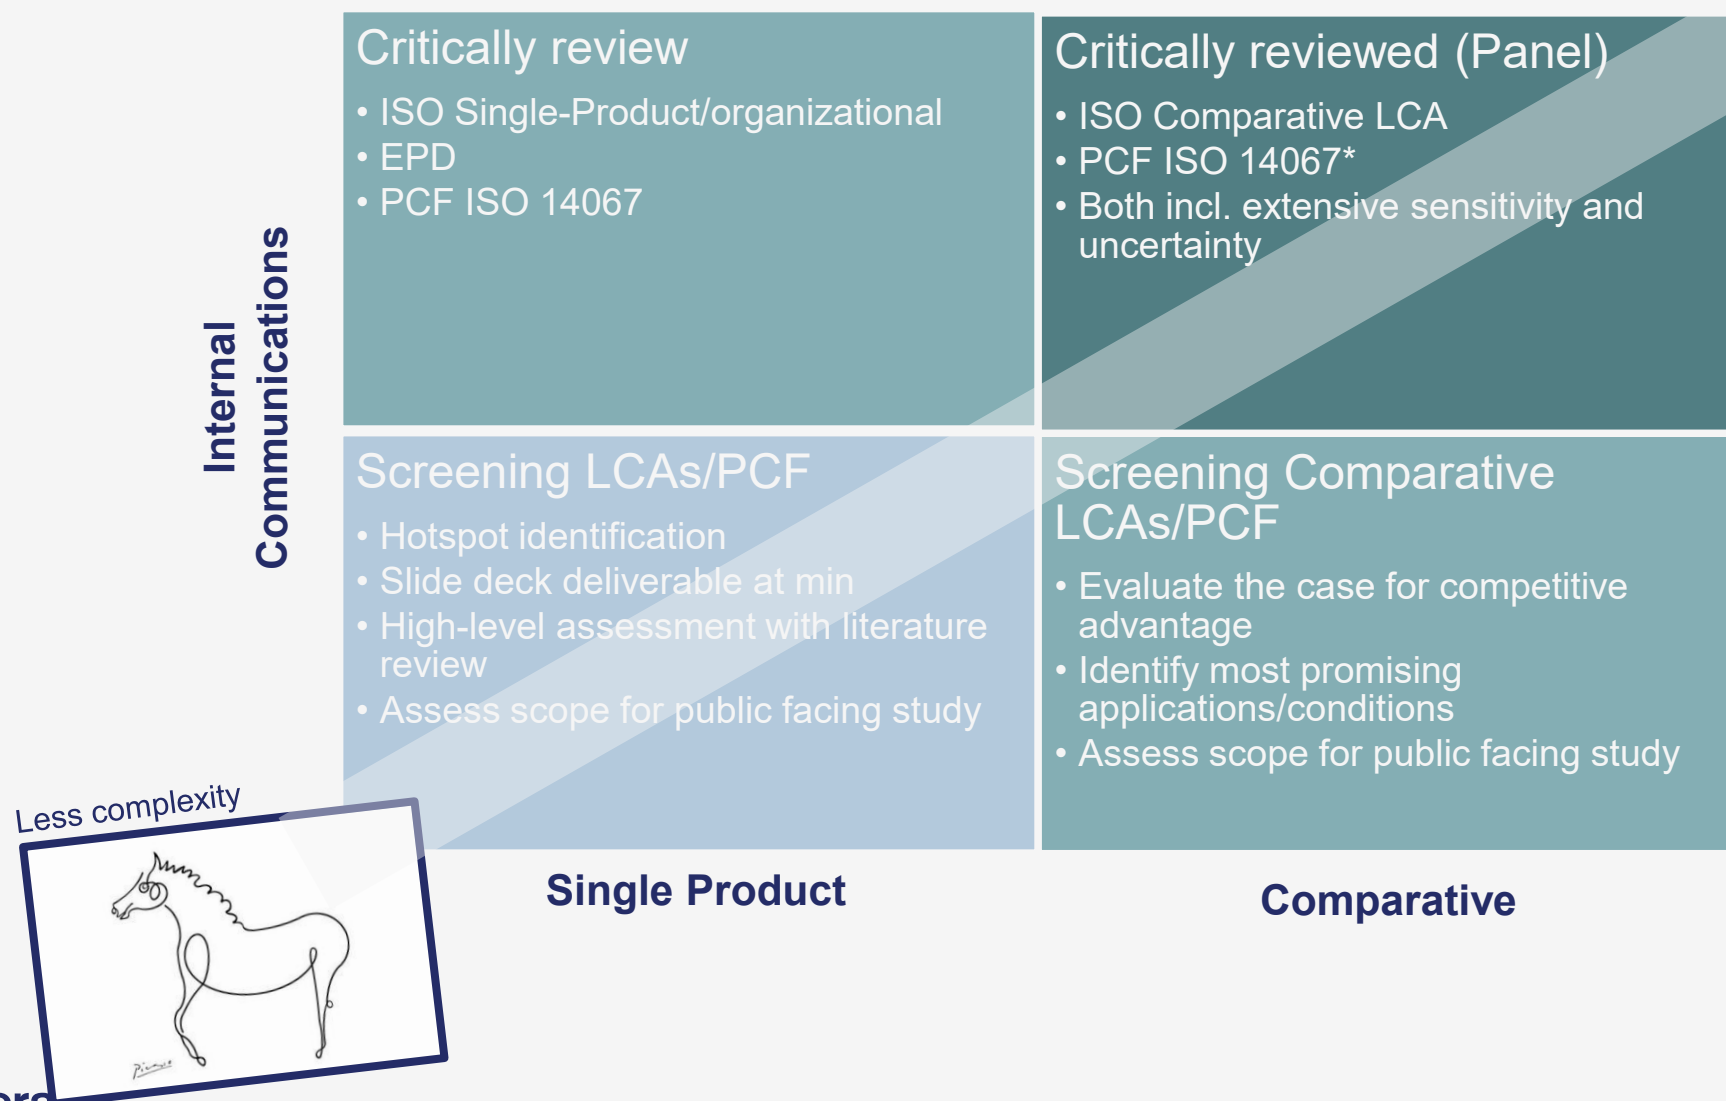 Critically review
• ISO Single-Product/organizational
• EPD
• PCF ISO 14067
Critically reviewed (Panel)
• ISO Comparative LCA
• PCF ISO 14067*
• Both incl. extensive sensitivity and
uncertainty
Internal
Communications
Screening LCAs/PCF
• Hotspot identification
• Slide deck deliverable at min
• High-level assessment with literature
review
• Assess scope for public facing study
Screening Comparative
LCAs/PCF
• Evaluate the case for competitive
advantage
• Identify most promising
applications/conditions
• Assess scope for public facing study
Less complexity
Single Product
Comparative
Picasso